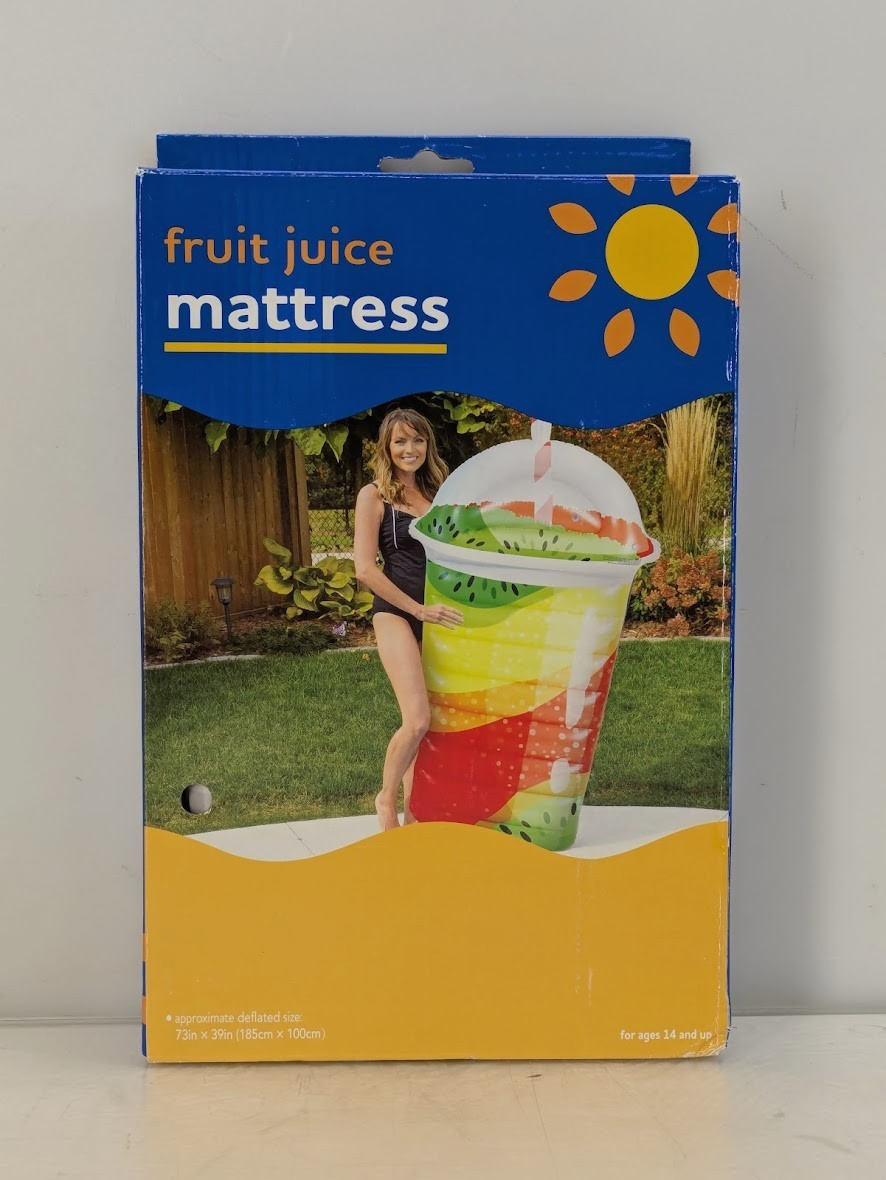 fruit juice
mattress
• approximate deflated size:
73in × 39in (185cm × 100cm)
for ages 14 and up